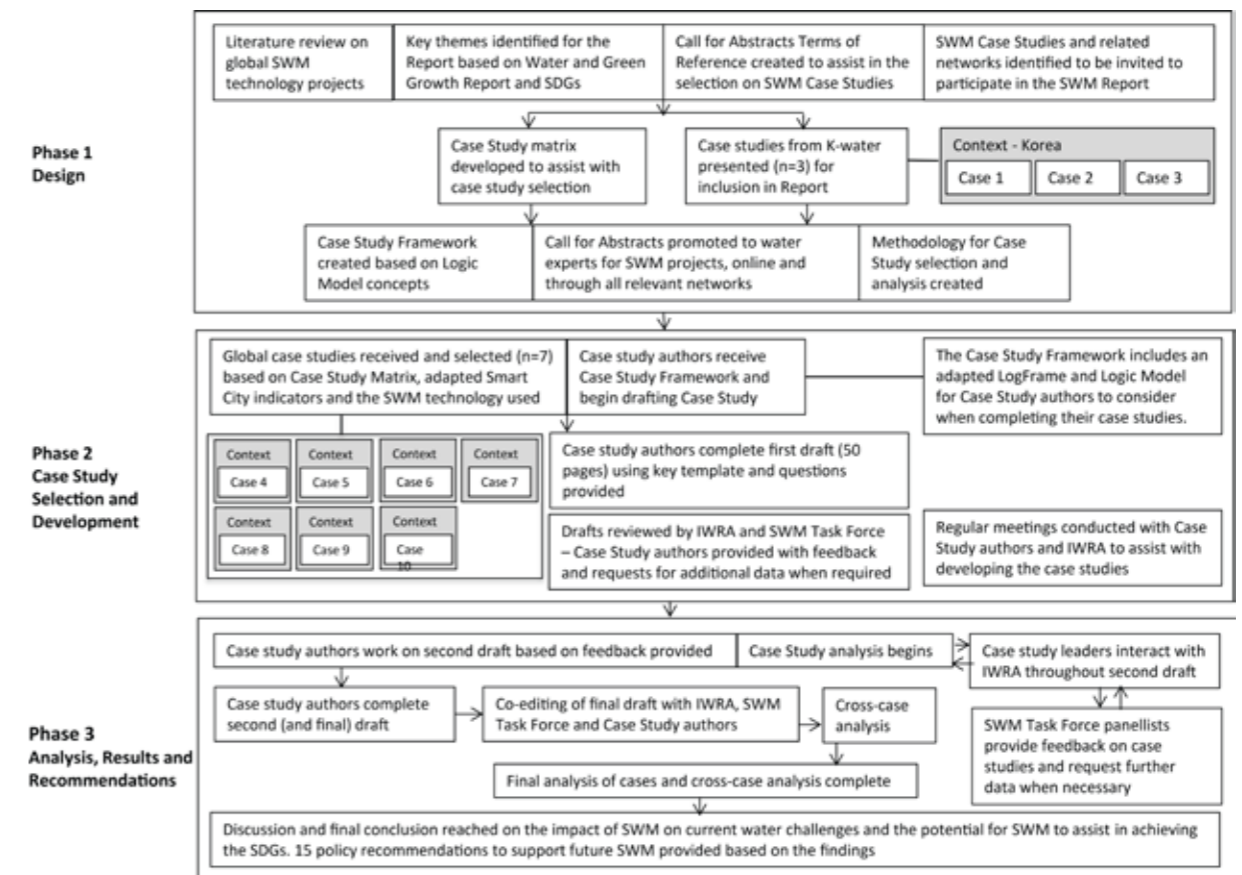 Literature review on
global SWM
technology projects
Key themes identified for the
Report based on Water and Green
Growth Report and SDGs
Call for Abstracts Terms of
Reference created to assist in the
selection on SWM Case Studies
SWM Case Studies and related
networks identified to be invited to
participate in the SWM Report
Phase 1
Design
Case Study matrix
developed to assist with
case study selection
Case studies from K-water
presented (n=3) for
inclusion in Report
Context - Korea
Case 1
Case 2
Case 3
Case Study Framework
created based on Logic
Model concepts
Call for Abstracts promoted to water
experts for SWM projects, online and
through all relevant networks
Methodology for Case
Study selection and
analysis created
Phase 2
Case Study
Selection and
Development
Global case studies received and selected (n=7)
based on Case Study Matrix, adapted Smart
City indicators and the SWM technology used
Case study authors receive
Case Study Framework and
begin drafting Case Study
The Case Study Framework includes an
adapted LogFrame and Logic Model
for Case Study authors to consider
when completing their case studies.
Context
Case 4
Context
Case 5
Context
Case 6
Context
Case 7
Context
Case 8
Context
Case 9
Context
Case
10
Case study authors complete first draft (50
pages) using key template and questions
provided
Drafts reviewed by IWRA and SWM Task Force
– Case Study authors provided with feedback
and requests for additional data when required
Regular meetings conducted with Case
Study authors and IWRA to assist with
developing the case studies
Phase 3
Analysis, Results and
Recommendations
Case study authors work on second draft based on feedback provided
Case Study analysis begins
Case study leaders interact with
IWRA throughout second draft
Case study authors complete
second (and final) draft
Co-editing of final draft with IWRA, SWM
Task Force and Case Study authors
Cross-case
analysis
SWM Task Force panellists
provide feedback on case
studies and request further
data when necessary
Final analysis of cases and cross-case analysis complete
Discussion and final conclusion reached on the impact of SWM on current water challenges and the potential for SWM to assist in achieving
the SDGs. 15 policy recommendations to support future SWM provided based on the findings